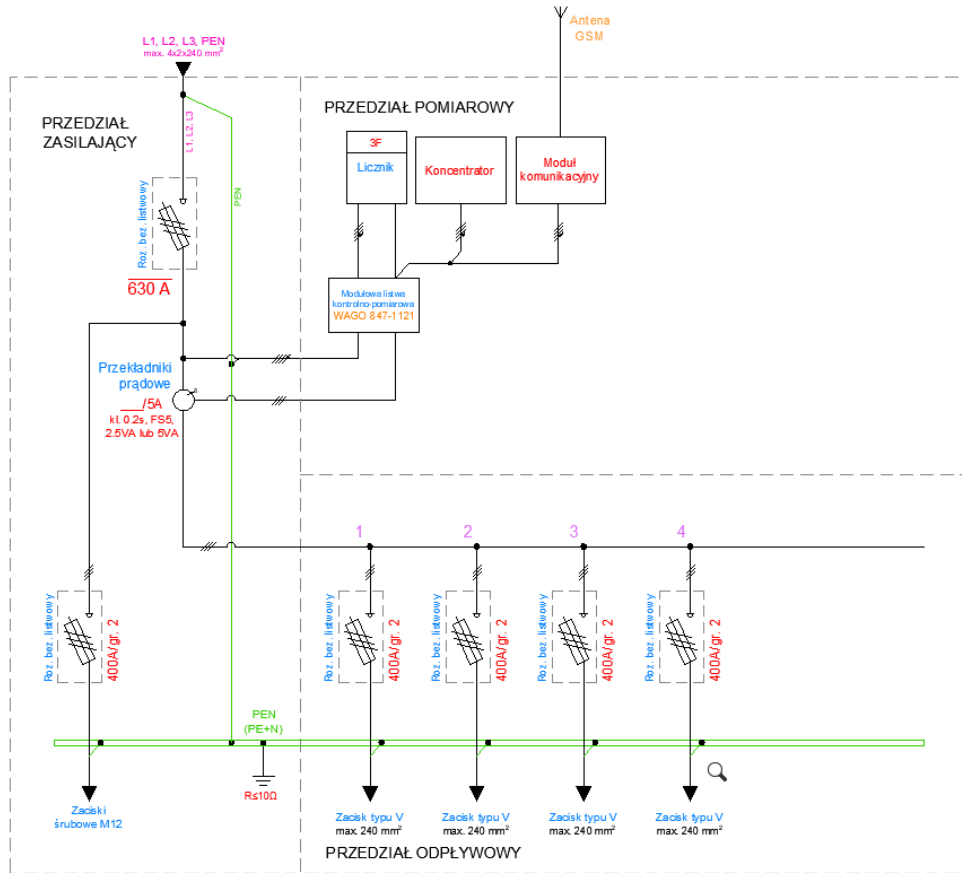 Antena
GSM
L1, L2, L3, PEN
max. 4x2x240 mm²
PRZEDZIAŁ
ZASILAJĄCY
PRZEDZIAŁ POMIAROWY
L1, L2, L3
PEN
3F
Licznik
Koncentrator
Moduł
komunikacyjny
Roz. bez. listwowy
630 A
Modułowa listwa
kontrolno-pomiarowa
WAGO 847-1121
Przekładniki
prądowe
___/5A
kl. 0.2s, FS5,
2.5VA lub 5VA
1
2
3
4
Roz. bez. listwowy
400A/gr. 2
Roz. bez. listwowy
400A/gr. 2
Roz. bez. listwowy
400A/gr. 2
Roz. bez. listwowy
400A/gr. 2
Roz. bez. listwowy
400A/gr. 2
PEN
(PE+N)
R≤10Ω
Zaciski
śrubowe M12
Zacisk typu V
max. 240 mm²
Zacisk typu V
max. 240 mm²
Zacisk typu V
max. 240 mm²
Zacisk typu V
max. 240 mm²
PRZEDZIAŁ ODPŁYWOWY